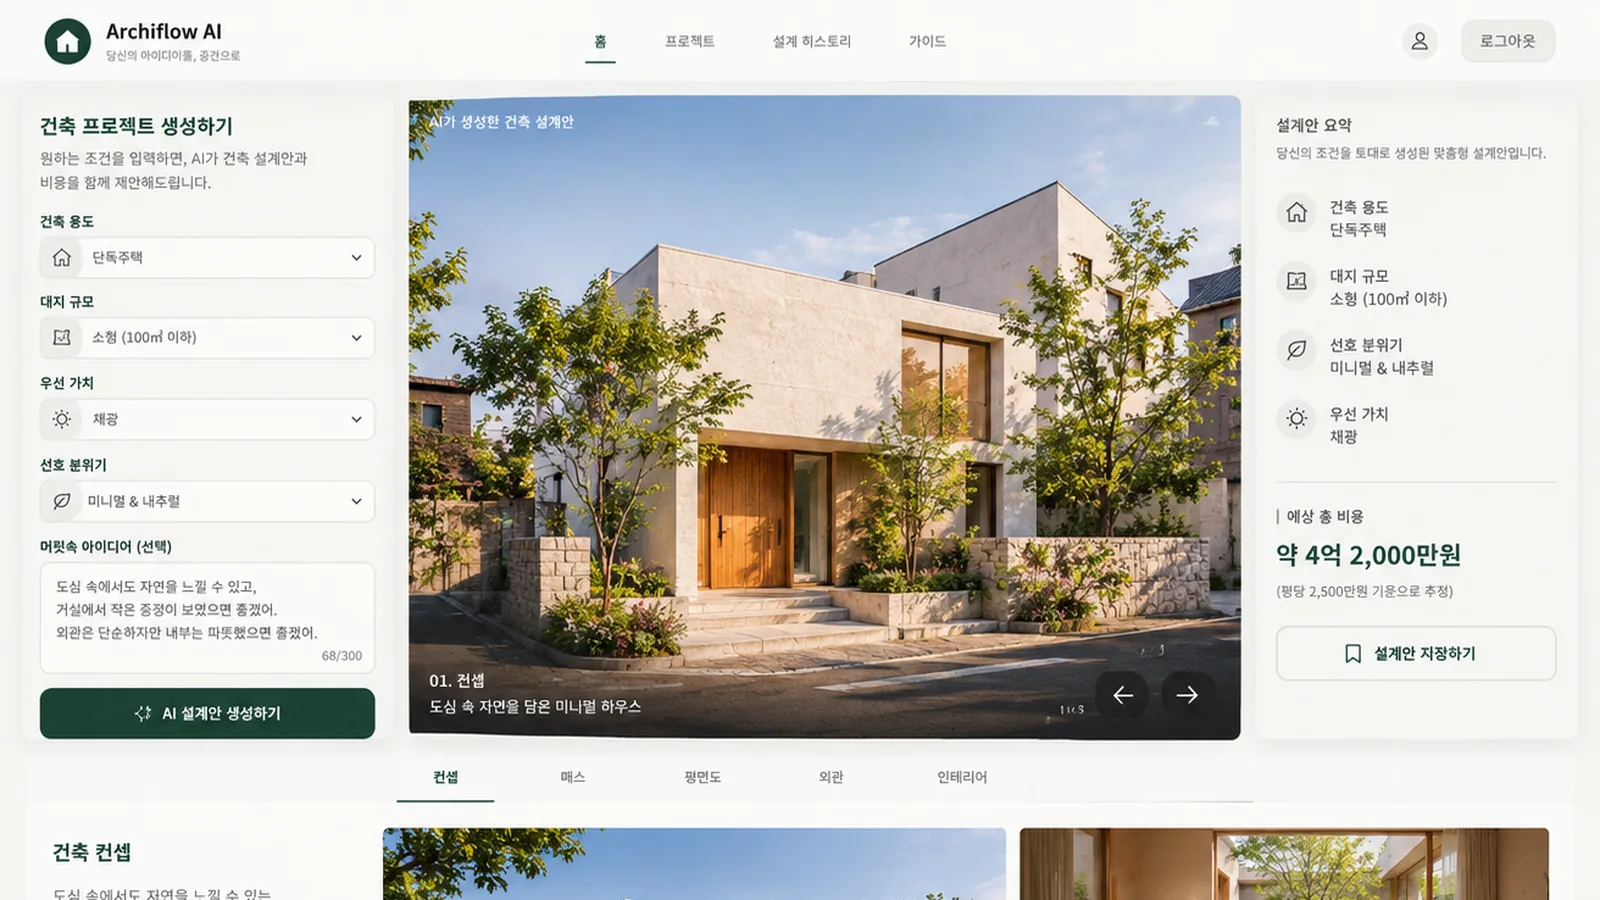 Archiflow AI
당신의 아이디어를, 공간으로
홈
프로젝트
설계 히스토리
가이드
로그아웃
건축 프로젝트 생성하기
원하는 조건을 입력하면, AI가 건축 설계안과
비용을 함께 제안해드립니다.
건축 용도
단독주택
대지 규모
소형 (100㎡ 이하)
우선 가치
채광
선호 분위기
미니멀 & 내추럴
머릿속 아이디어 (선택)
도심 속에서도 자연을 느낄 수 있고,
거실에서 작은 중정이 보였으면 좋겠어.
외관은 단순하지만 내부는 따뜻했으면 좋겠어.
68/300
AI 설계안 생성하기
AI가 생성한 건축 설계안
01. 컨셉
도심 속 자연을 담은 미니멀 하우스
설계안 요약
당신의 조건을 토대로 생성된 맞춤형 설계안입니다.
건축 용도
단독주택
대지 규모
소형 (100㎡ 이하)
선호 분위기
미니멀 & 내추럴
우선 가치
채광
예상 총 비용
약 4억 2,000만원
(평당 2,500만원 기준으로 추정)
설계안 저장하기
컨셉
매스
평면도
외관
인테리어
건축 컨셉
도심 속에서도 자연을 느낄 수 있는